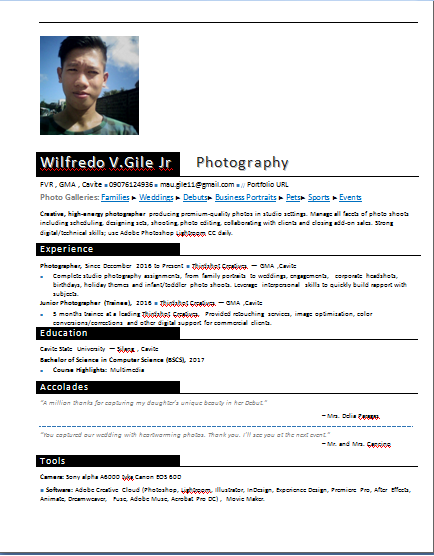 Wilfredo V.Gile Jr Photography
FVR , GMA , Cavite ■ 09076124936 ■ mau.gile11@gmail.com ■ // Portfolio URL
Photo Galleries: Families ► Weddings ► Debuts► Business Portraits ► Pets► Sports ► Events
Creative, high-energy photographer producing premium-quality photos in studio settings. Manage all facets of photo shoots
including scheduling, designing sets, shooting, photo editing, collaborating with clients and closing add-on sales. Strong
digital/technical skills; use Adobe Photoshop Lightroom CC daily.
Experience
Photographer, Since December 2016 to Present ■ Creatives. — GMA ,Cavite
▪ Complete studio photography assignments, from family portraits to weddings, engagements, corporate headshots,
birthdays, holiday themes and infant/toddler photo shoots. Leverage interpersonal skills to quickly build rapport with
subjects.
Junior Photographer (Trainee), 2016 ■ Creatives. — GMA ,Cavite
▪ 5 months trainee at a leading Creatives. Provided retouching services, image optimisation, color
conversions/corrections and other digital support for commercial clients.
Education
Cavite State University — Silang , Cavite
Bachelor of Science in Computer Science (BSCS), 2017
▪ Course Highlights: Multimedia
Accolades
“A million thanks for capturing my daughter's unique beauty in her Debut.”
– Mrs. Delia
“You captured our wedding with heartwarming photos. Thank you. I'll see you at the next event.”
– Mr. and Mrs.
Tools
Camera: Sony alpha A6000 Canon EOS 60D
■ Software: Adobe Creative Cloud (Photoshop, Lightroom, Illustrator, InDesign, Experience Design, Premiere Pro, After Effects,
Animate, Dreamweaver, Fuse, Adobe Muse, Acrobat Pro DC) , Movie Maker.